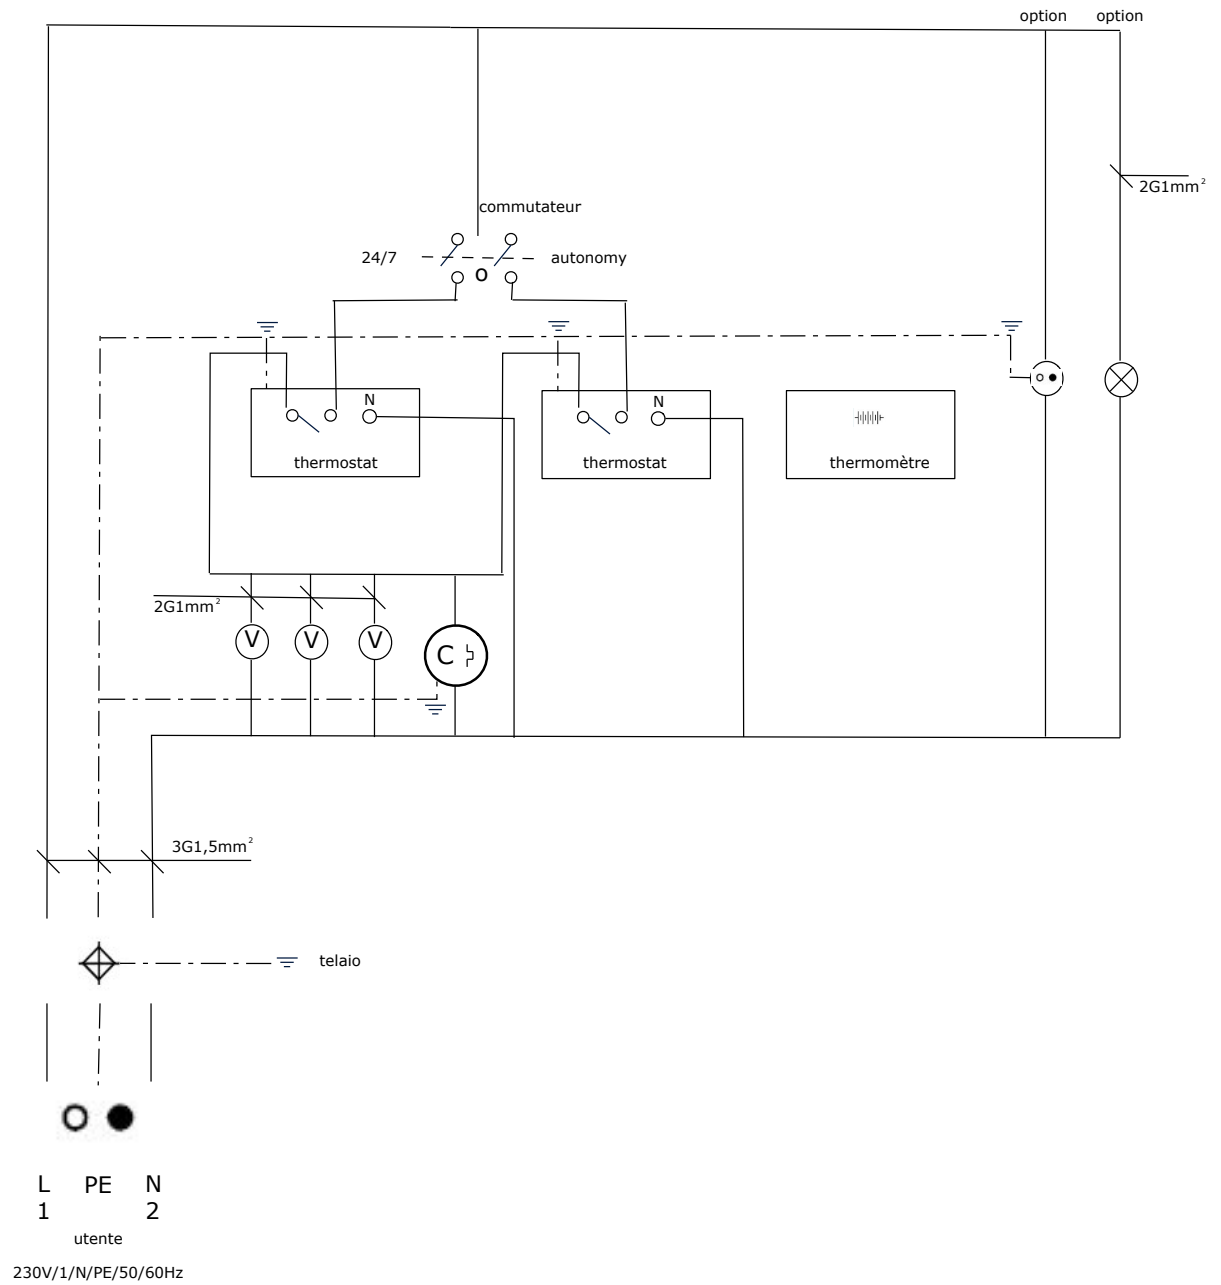 option option
2G1mm²
commutateur
24/7 autonomy
O
N N
thermostat thermostat thermomètre
2G1mm²
V V V C
3G1,5mm²
telaio
L PE N
1 2
utente
230V/1/N/PE/50/60Hz